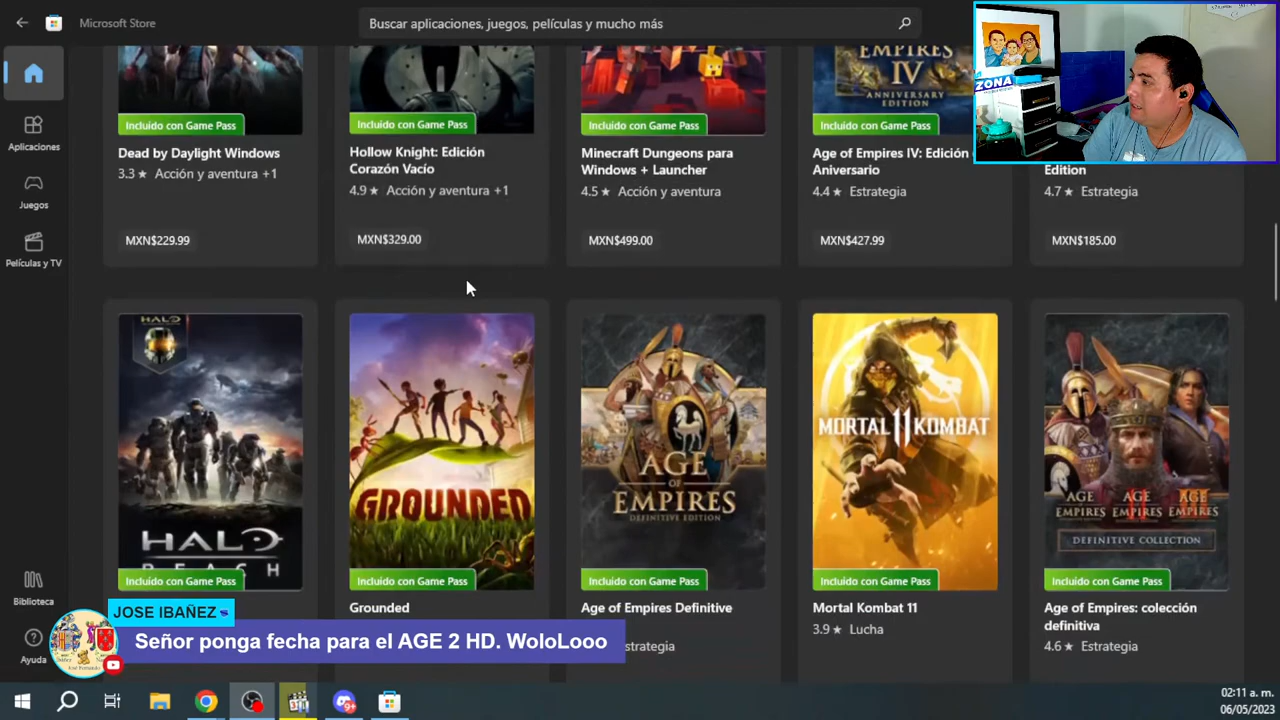 Microsoft Store
Buscar aplicaciones, juegos, películas y mucho más
ZONA
Aplicaciones
Juegos
Películas y TV
Biblioteca
Ayuda
EMPIRES
IV
ANNIVERSARY
EDITION
Incluido con Game Pass
Incluido con Game Pass
Incluido con Game Pass
Incluido con Game Pass
Dead by Daylight Windows
3.3 ★ Acción y aventura +1
MXN$229.99
Hollow Knight: Edición
Corazón Vacío
4.9 ★ Acción y aventura +1
MXN$329.00
Minecraft Dungeons para
Windows + Launcher
4.5 ★ Acción y aventura
MXN$499.00
Age of Empires IV: Edición
Aniversario
4.4 ★ Estrategia
MXN$427.99
Edition
4.7 ★ Estrategia
MXN$185.00
HALO
HALO
REACH
Incluido con Game Pass
GROUNDED
Incluido con Game Pass
Grounded
AGE
OF
EMPIRES
DEFINITIVE EDITION
Incluido con Game Pass
Age of Empires Definitive
strategia
MORTAL KOMBAT 11
Incluido con Game Pass
Mortal Kombat 11
3.9 ★ Lucha
AGE EMPIRES AGE EMPIRES AGE EMPIRES
DEFINITIVE COLLECTION
Incluido con Game Pass
Age of Empires: colección
definitiva
4.6 ★ Estrategia
JOSE IBAÑEZ
Señor ponga fecha para el AGE 2 HD. WoloLooo
9+
02:11 a. m.
06/05/2023